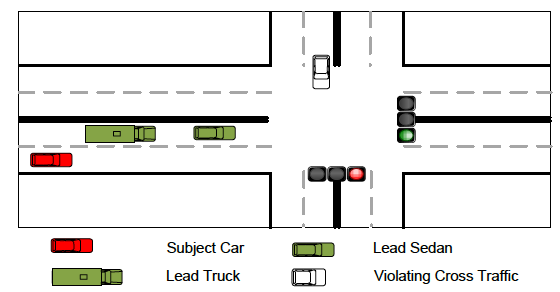 Subject Car
Lead Sedan
Lead Truck
Violating Cross Traffic